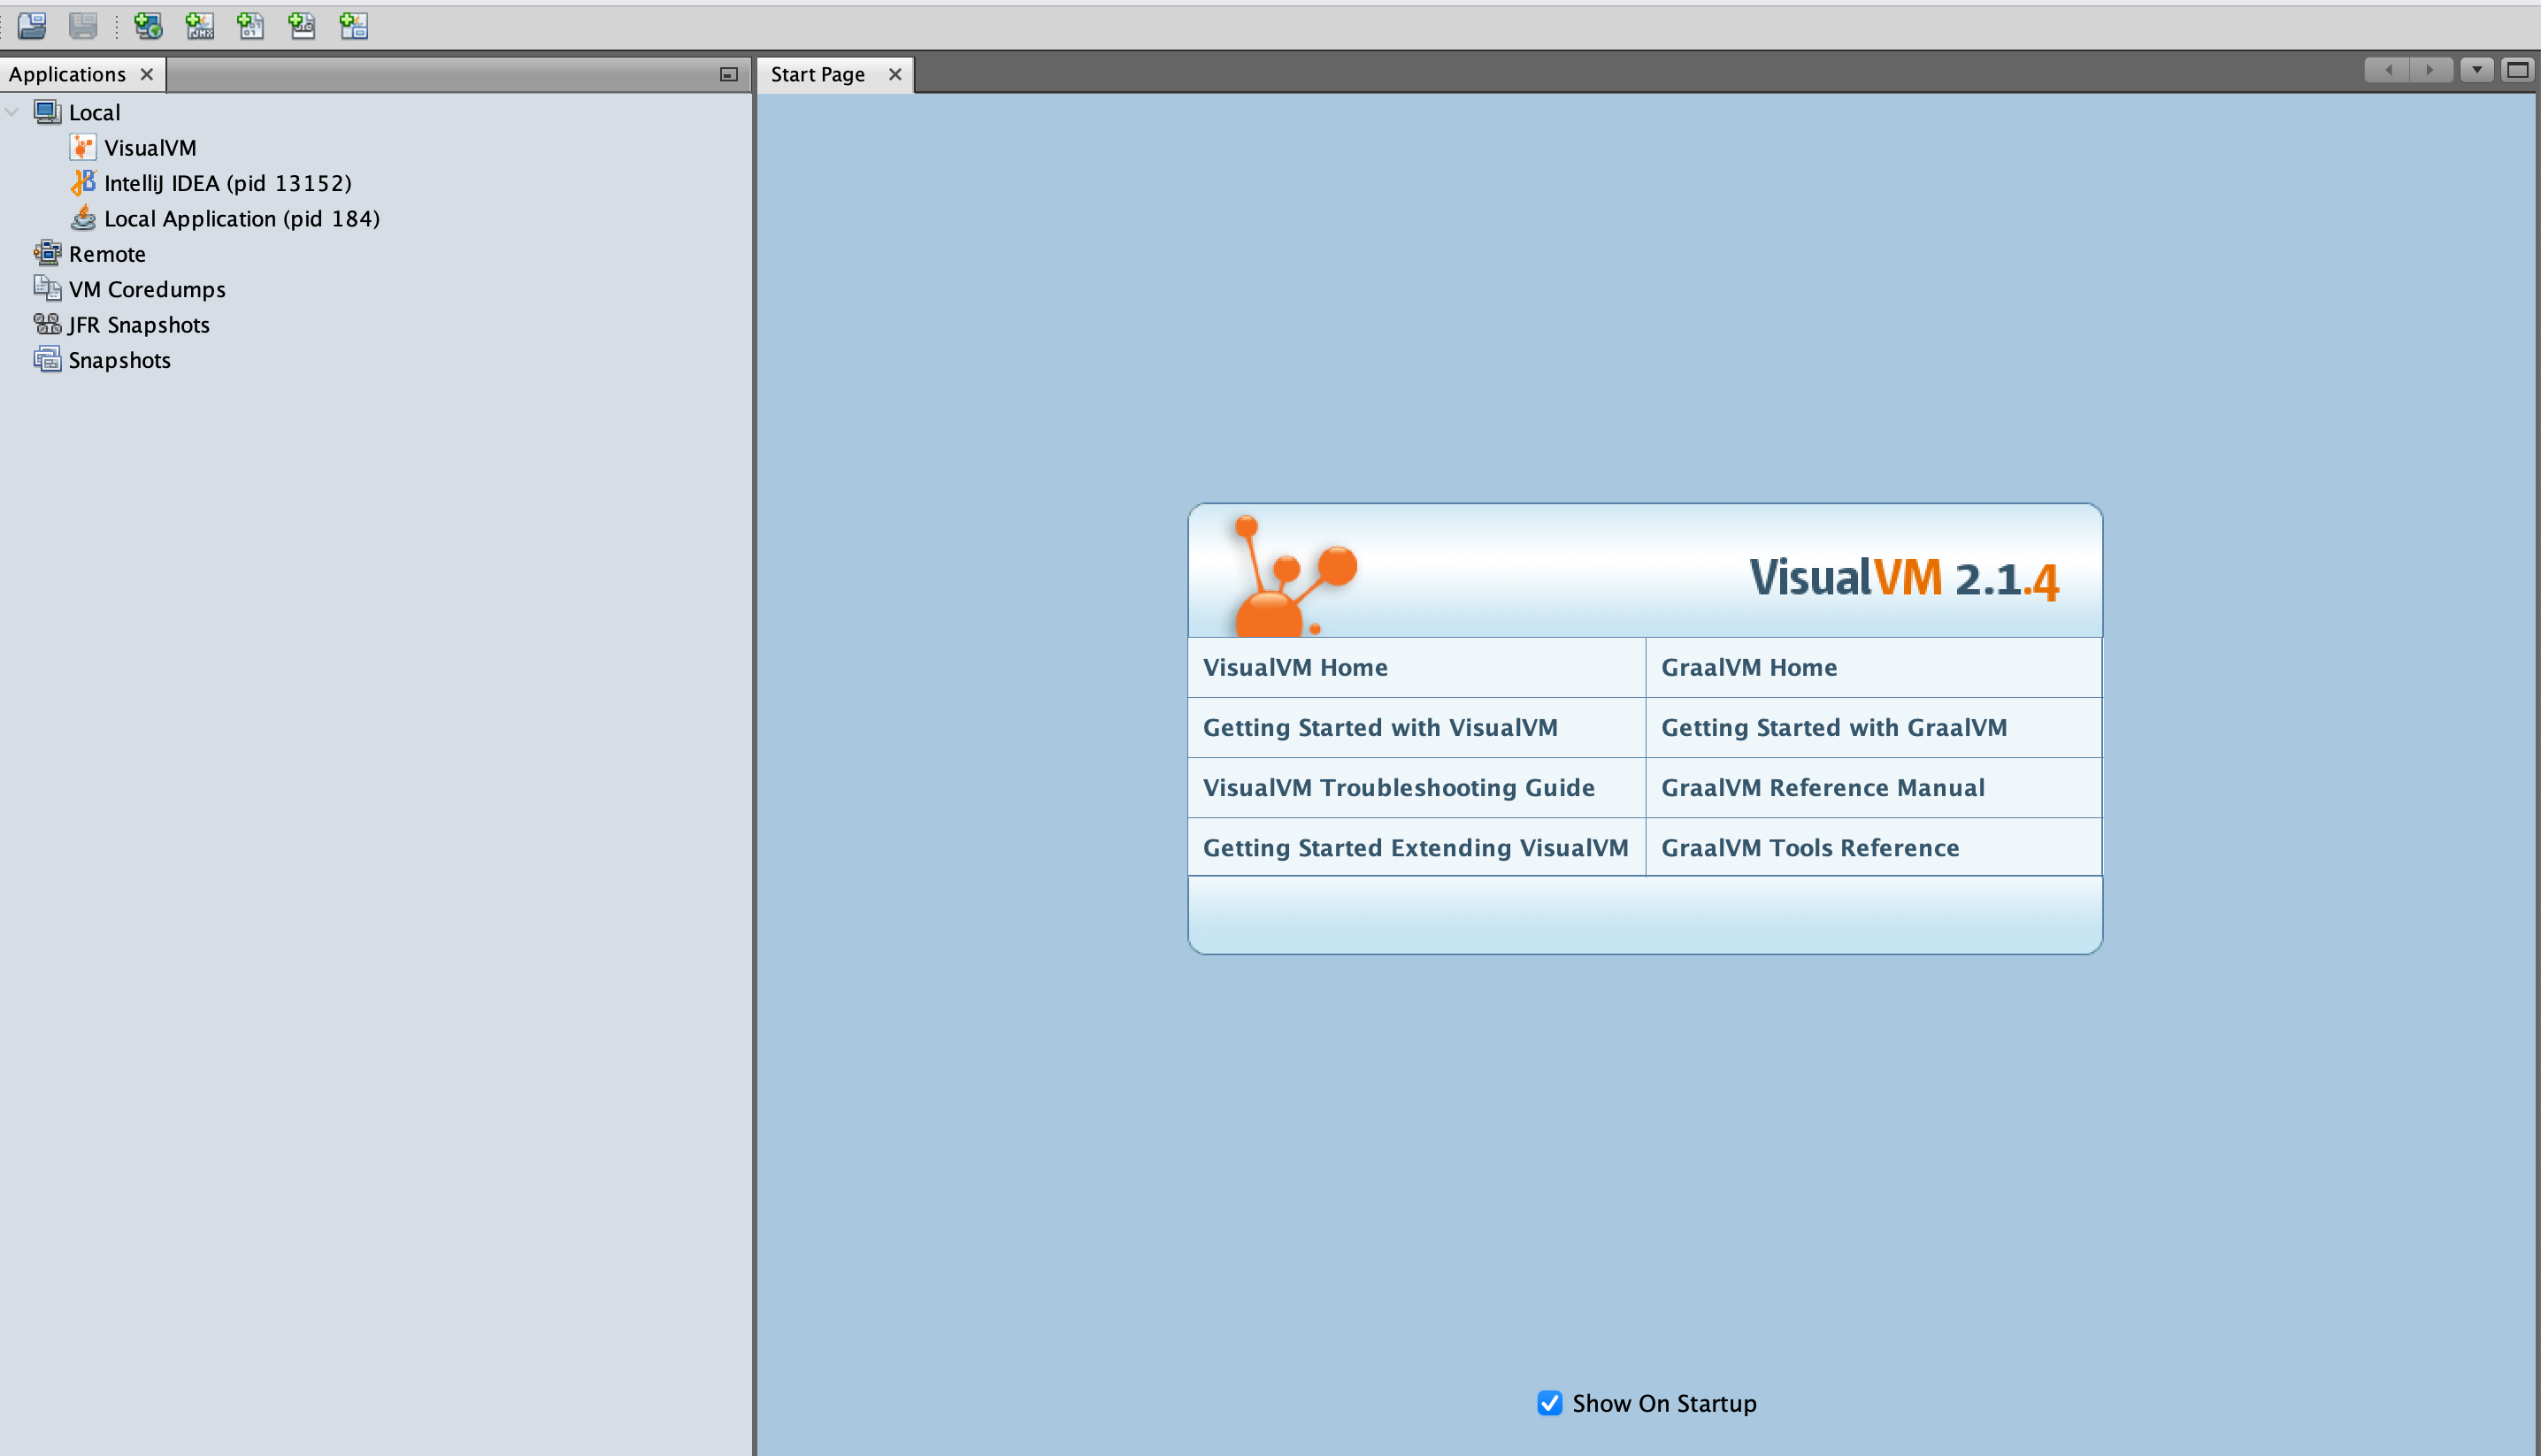 Applications
Start Page
Local
VisualVM
IntelliJ IDEA (pid 13152)
Local Application (pid 184)
Remote
VM Coredumps
JFR Snapshots
Snapshots
VisualVM 2.1.4
VisualVM Home
GraalVM Home
Getting Started with VisualVM
Getting Started with GraalVM
VisualVM Troubleshooting Guide
GraalVM Reference Manual
Getting Started Extending VisualVM
GraalVM Tools Reference
Show On Startup